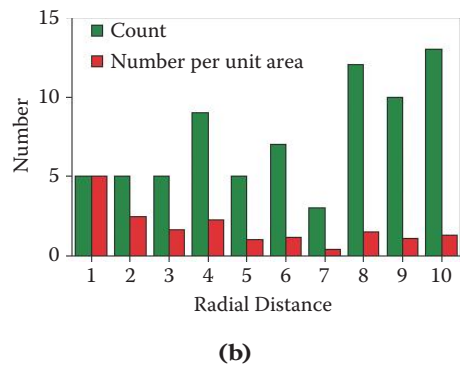 15
Count
Number per unit area
10
Number
5
0
1 2 3 4 5 6 7 8 9 10
Radial Distance
(b)